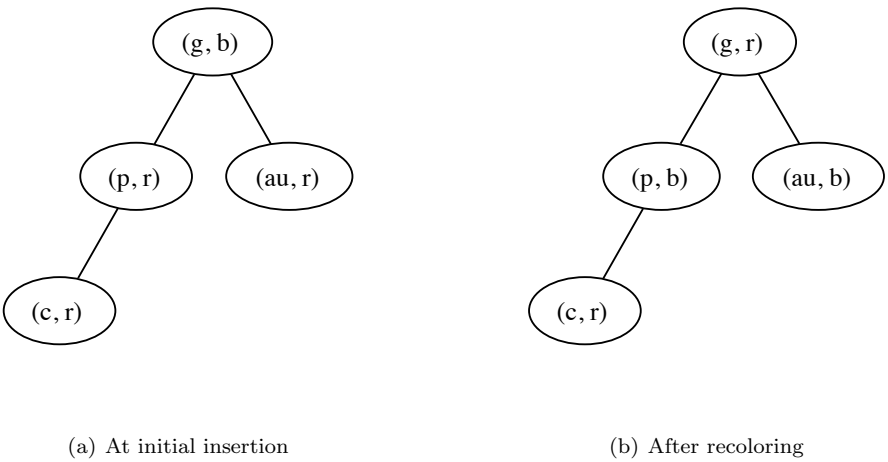 (g, b)
(p, r)
(au, r)
(c, r)
(a) At initial insertion
(g, r)
(p, b)
(au, b)
(c, r)
(b) After recoloring